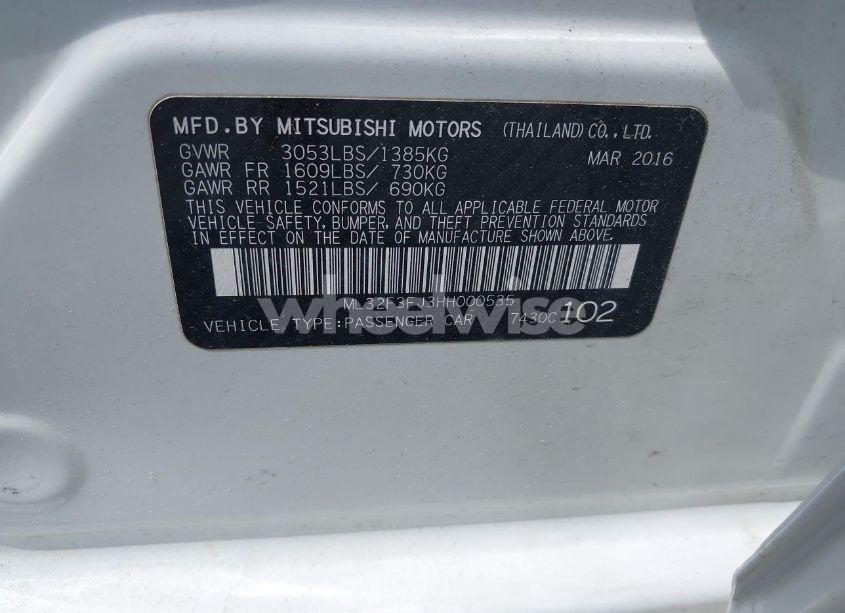 MFD.BY MITSUBISHI MOTORS (THAILAND)CO.,LTD.
GVWR 3053LBS/1385KG MAR 2016
GAWR FR 1609LBS/ 730KG
GAWR RR 1521LBS/ 690KG
THIS VEHICLE CONFORMS TO ALL APPLICABLE FEDERAL MOTOR
VEHICLE SAFETY, BUMPER, AND THEFT PREVENTION STANDARDS
IN EFFECT ON THE DATE OF MANUFACTURE SHOWN ABOVE.
ML32F3FJ3HH000535
wheelwise
VEHICLE TYPE:PASSENGER CAR 7430C 102